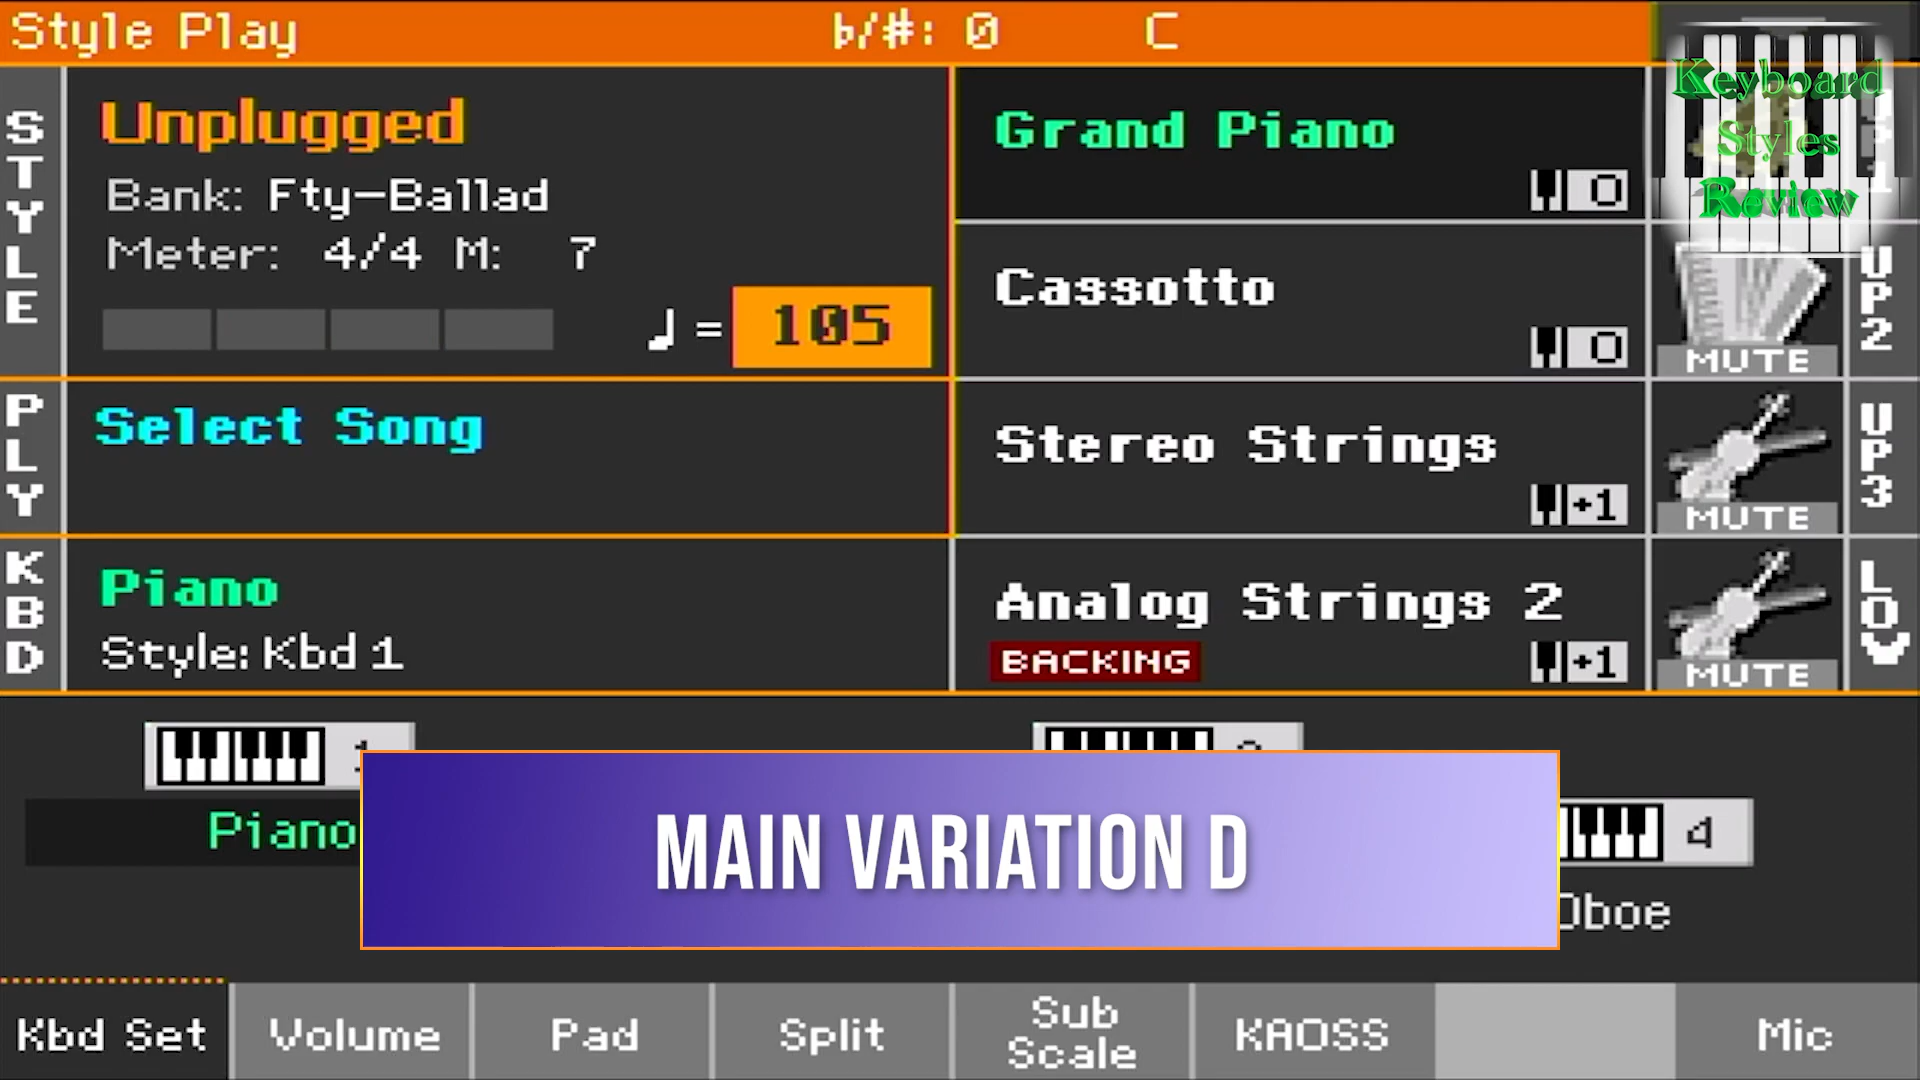 Style Play ♭/#: 0 C
Keyboard
Styles
Review
STYLE
Unplugged
Bank: Fty-Ballad
Meter: 4/4 M: 7
♩ = 105
Grand Piano
0
Cassotto
0
MUTE
UP2
PLY
Select Song
Stereo Strings
+1
MUTE
UP3
KBD
Piano
Style: Kbd 1
Analog Strings 2
BACKING
+1
MUTE
LOW
1
Piano
4
Oboe
MAIN VARIATION D
Kbd Set
Volume
Pad
Split
Sub
Scale
KAOSS
Mic